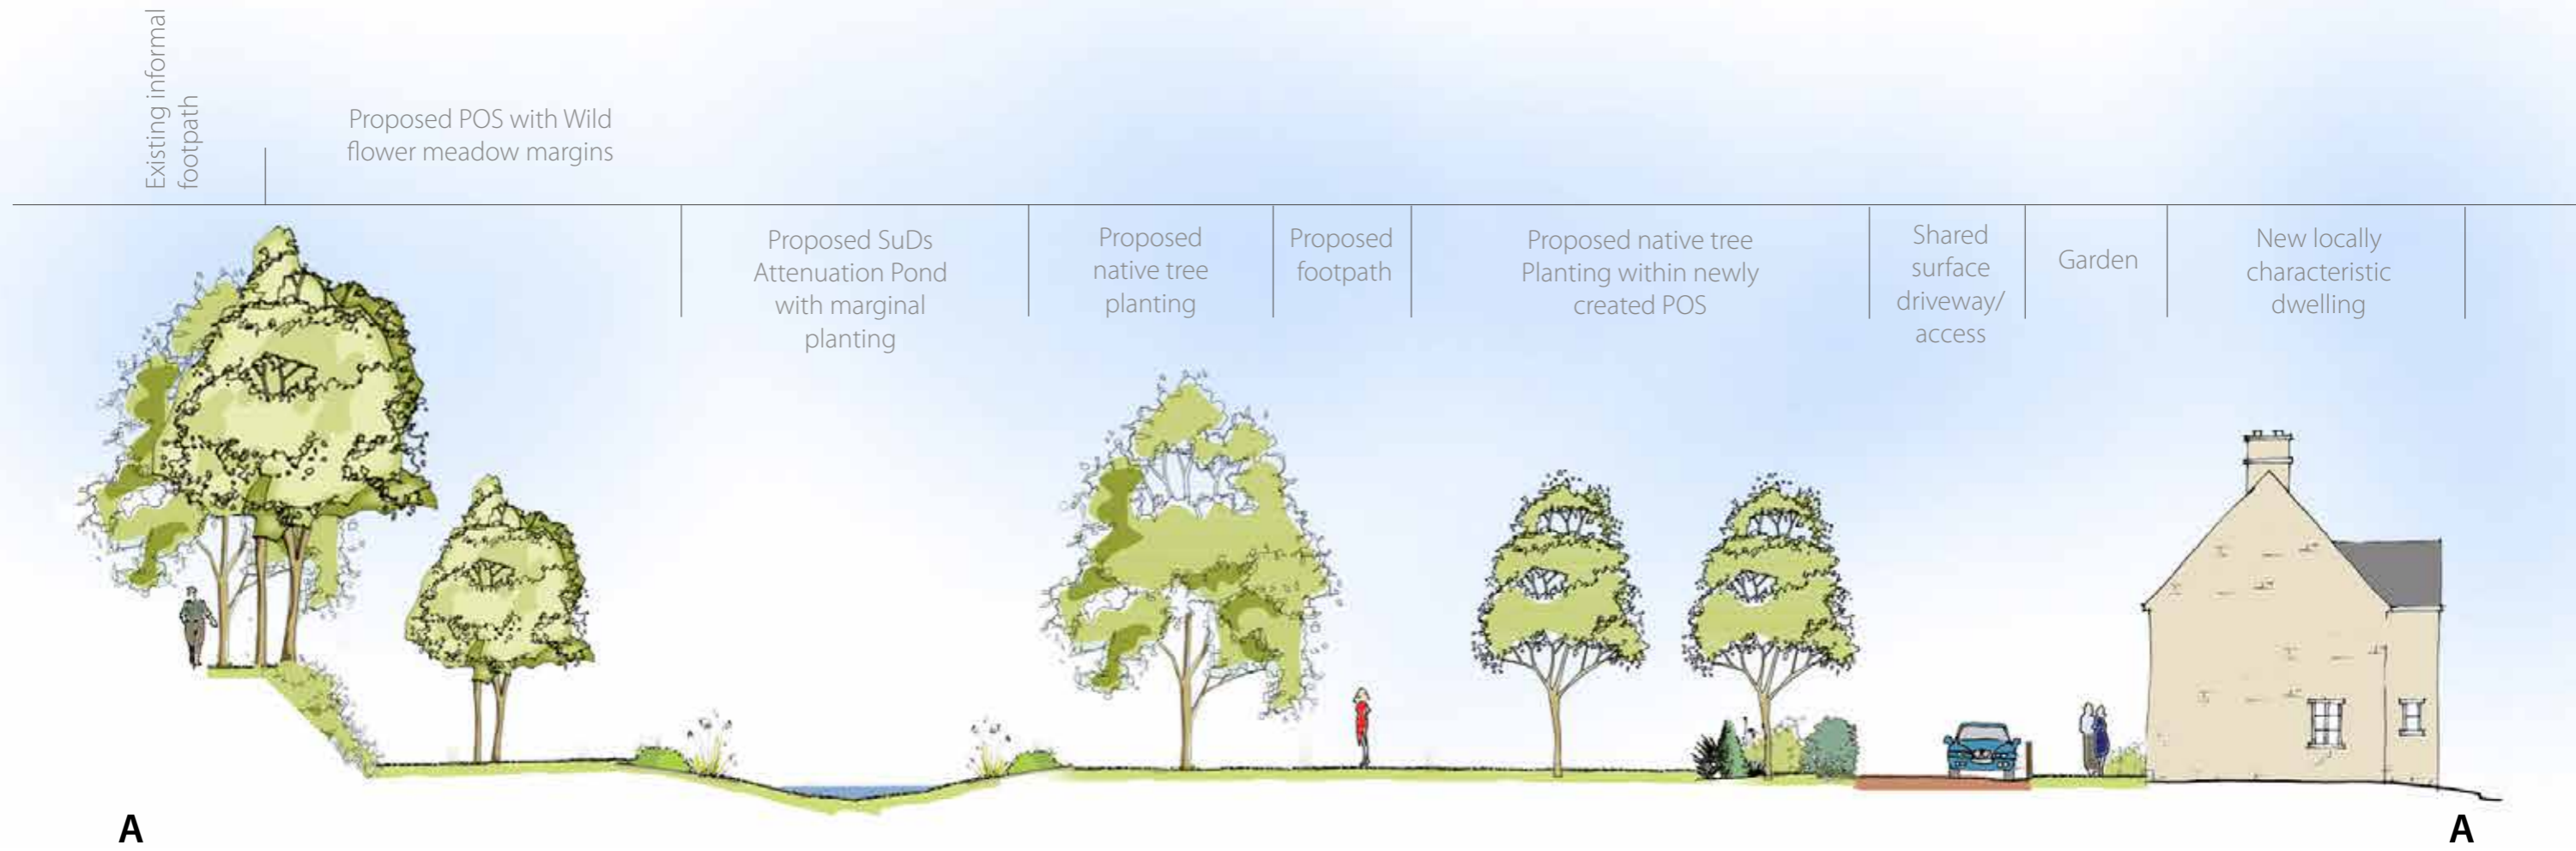 Existing informal
footpath
Proposed POS with Wild
flower meadow margins
Proposed SuDs
Attenuation Pond
with marginal
planting
Proposed
native tree
planting
Proposed
footpath
Proposed native tree
Planting within newly
created POS
Shared
surface
driveway/
access
Garden
New locally
characteristic
dwelling
A
A